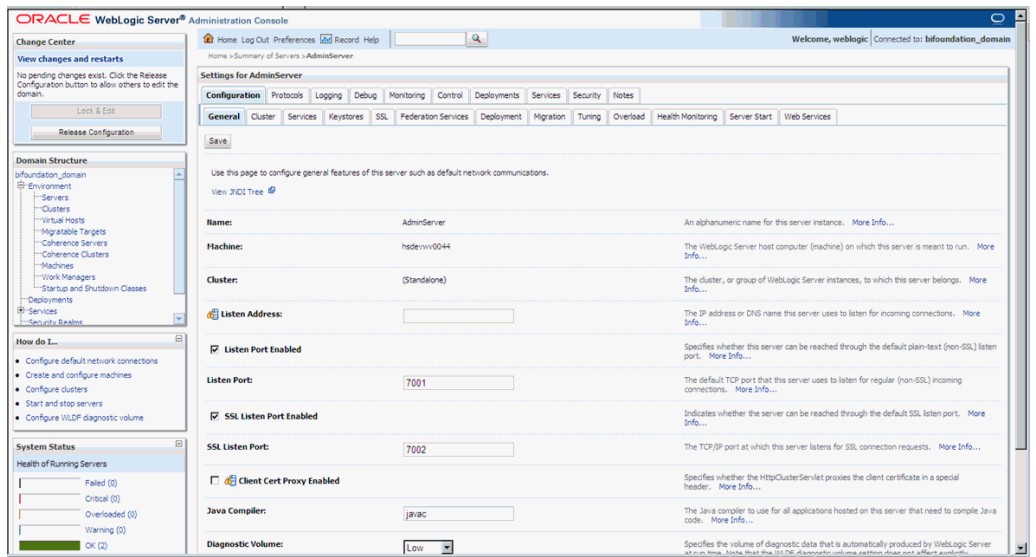 ORACLE WebLogic Server® Administration Console
Change Center
View changes and restarts
No pending changes exist. Click the Release
Configuration button to allow others to edit the
domain.
Lock & Edit
Release Configuration
Domain Structure
bifoundation_domain
Environment
Servers
Clusters
Virtual Hosts
Migratable Targets
Coherence Servers
Coherence Clusters
Machines
Work Managers
Startup and Shutdown Classes
Deployments
Services
Security Realms
How do I...
Configure default network connections
Create and configure machines
Configure clusters
Start and stop servers
Configure WLDF diagnostic volume
System Status
Health of Running Servers
Failed (0)
Critical (0)
Overloaded (0)
Warning (0)
OK (2)
Home Log Out Preferences Record Help
Welcome, weblogic Connected to: bifoundation_domain
Home >Summary of Servers >AdminServer
Settings for AdminServer
Configuration Protocols Logging Debug Monitoring Control Deployments Services Security Notes
General Cluster Services Keystores SSL Federation Services Deployment Migration Tuning Overload Health Monitoring Server Start Web Services
Save
Use this page to configure general features of this server such as default network communications.
View JNDI Tree
Name: AdminServer An alphanumeric name for this server instance. More Info...
Machine: The WebLogic Server host computer (machine) on which this server is meant to run. More
Info...
Cluster: (Standalone) The cluster, or group of WebLogic Server instances, to which this server belongs. More
Info...
Listen Address: The IP address or DNS name this server uses to listen for incoming connections. More
Info...
Listen Port Enabled Specifies whether this server can be reached through the default plain-text (non-SSL) listen
port. More Info...
Listen Port: 7001 The default TCP port that this server uses to listen for regular (non-SSL) incoming
connections. More Info...
SSL Listen Port Enabled Indicates whether the server can be reached through the default SSL listen port. More
Info...
SSL Listen Port: 7002 The TCP/IP port at which this server listens for SSL connection requests. More Info...
Client Cert Proxy Enabled Specifies whether the HttpClusterServlet proxies the client certificate in a special
header. More Info...
Java Compiler: javac The Java compiler to use for all applications hosted on this server that need to compile Java
code. More Info...
Diagnostic Volume: Low Specifies the volume of diagnostic data that is automatically produced by WebLogic Server
at run time. Note that the WLDF diagnostic volume setting does not affect explicitly